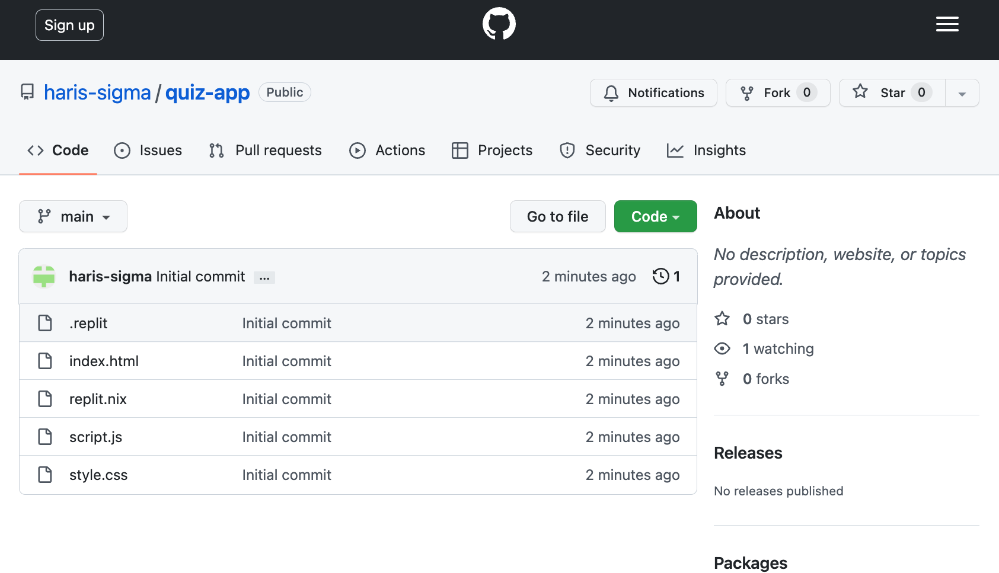 Sign up
haris-sigma / quiz-app Public
Notifications Fork 0 Star 0
Code Issues Pull requests Actions Projects Security Insights
main Go to file Code
haris-sigma Initial commit ... 2 minutes ago 1
.replit Initial commit 2 minutes ago
index.html Initial commit 2 minutes ago
replit.nix Initial commit 2 minutes ago
script.js Initial commit 2 minutes ago
style.css Initial commit 2 minutes ago
About
No description, website, or topics
provided.
0 stars
1 watching
0 forks
Releases
No releases published
Packages